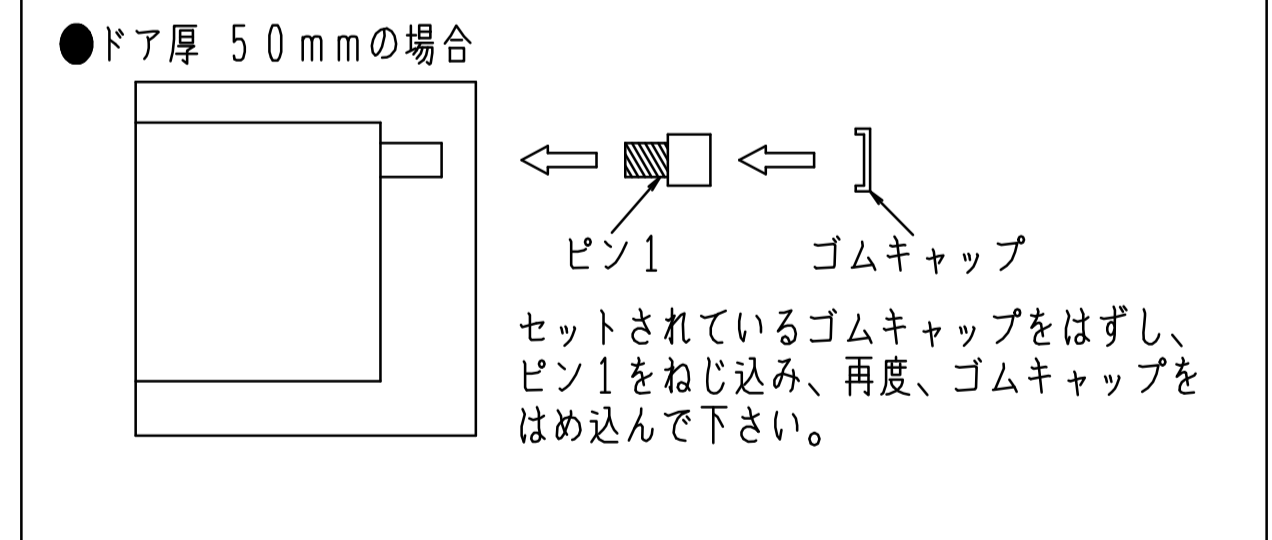 ●ドア厚 50mmの場合
ピン1
ゴムキャップ
セットされているゴムキャップをはずし、
ピン1をねじ込み、再度、ゴムキャップを
はめ込んで下さい。